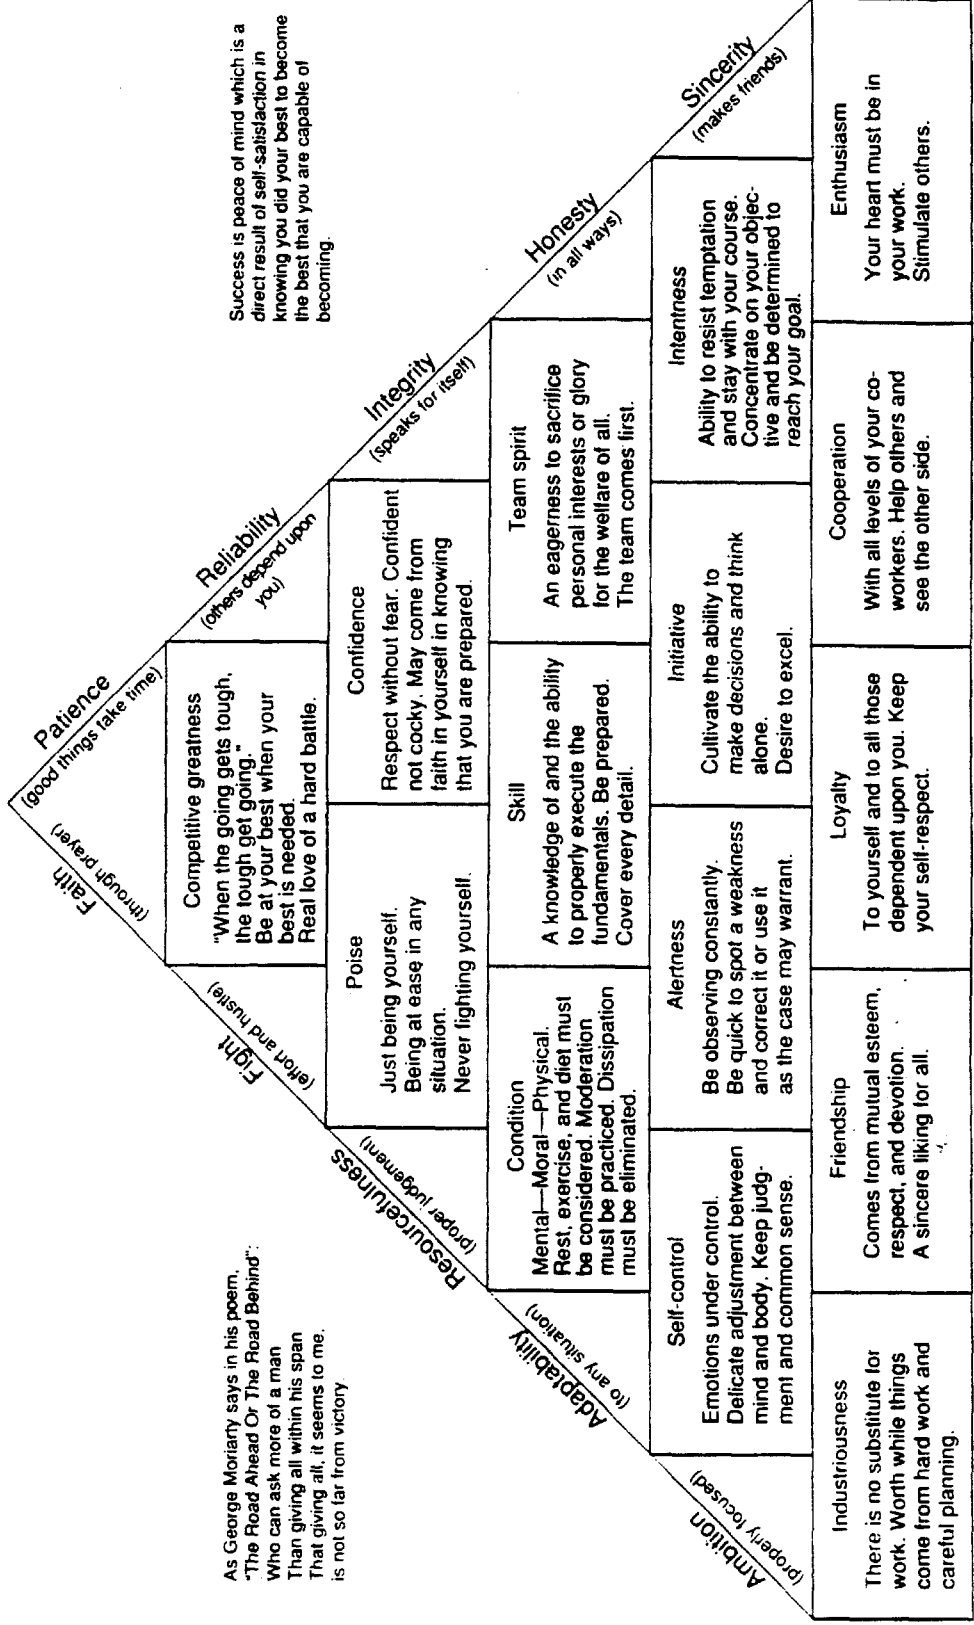 As George Moriarty says in his poem,
"The Road Ahead Or The Road Behind":
Who can ask more of a man
Than giving all within his span
That giving all, it seems to me.
is not so far from victory.
Success is peace of mind which is a
direct result of self-satisfaction in
knowing you did your best to become
the best that you are capable of
becoming.
Faith
(through prayer)
Patience
(good things take time)
Fight
(effort and hustle)
Competitive greatness
"When the going gets tough,
the tough get going."
Be at your best when your
best is needed.
Real love of a hard battle.
Reliability
(others depend upon
you)
Resourcefulness
(proper judgement)
Poise
Just being yourself.
Being at ease in any
situation.
Never fighting yourself.
Confidence
Respect without fear. Confident
not cocky. May come from
faith in yourself in knowing
that you are prepared.
Integrity
(speaks for itself)
Adaptability
(to any situation)
Condition
Mental—Moral—Physical.
Rest, exercise, and diet must
be considered. Moderation
must be practiced. Dissipation
must be eliminated.
Skill
A knowledge of and the ability
to properly execute the
fundamentals. Be prepared.
Cover every detail.
Team spirit
An eagerness to sacrifice
personal interests or glory
for the welfare of all.
The team comes first.
Honesty
(in all ways)
Ambition
(properly focused)
Self-control
Emotions under control.
Delicate adjustment between
mind and body. Keep judg-
ment and common sense.
Alertness
Be observing constantly.
Be quick to spot a weakness
and correct it or use it
as the case may warrant.
Initiative
Cultivate the ability to
make decisions and think
alone.
Desire to excel.
Intentness
Ability to resist temptation
and stay with your course.
Concentrate on your objec-
tive and be determined to
reach your goal.
Sincerity
(makes friends)
Industriousness
There is no substitute for
work. Worth while things
come from hard work and
careful planning.
Friendship
Comes from mutual esteem,
respect, and devotion.
A sincere liking for all.
Loyalty
To yourself and to all those
dependent upon you. Keep
your self-respect.
Cooperation
With all levels of your co-
workers. Help others and
see the other side.
Enthusiasm
Your heart must be in
your work.
Stimulate others.